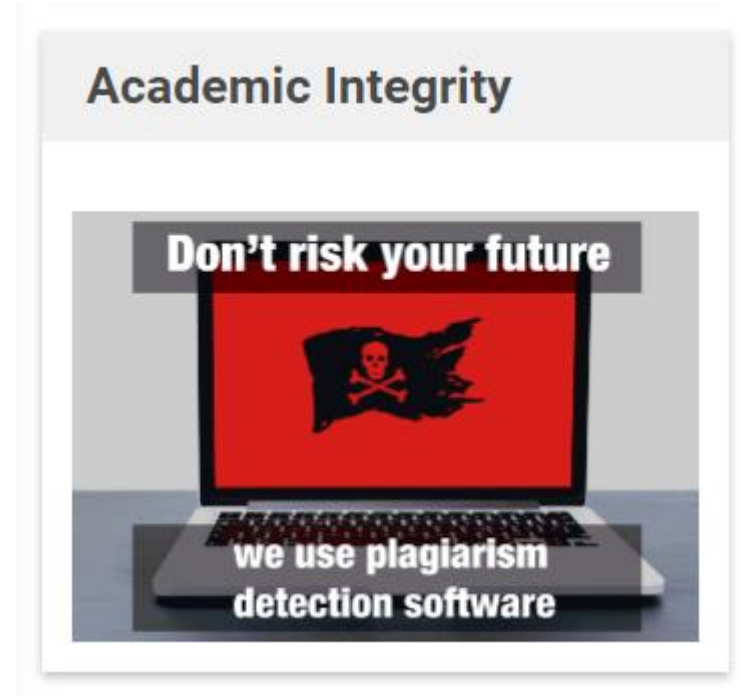 Academic Integrity
Don't risk your future
we use plagiarism
detection software